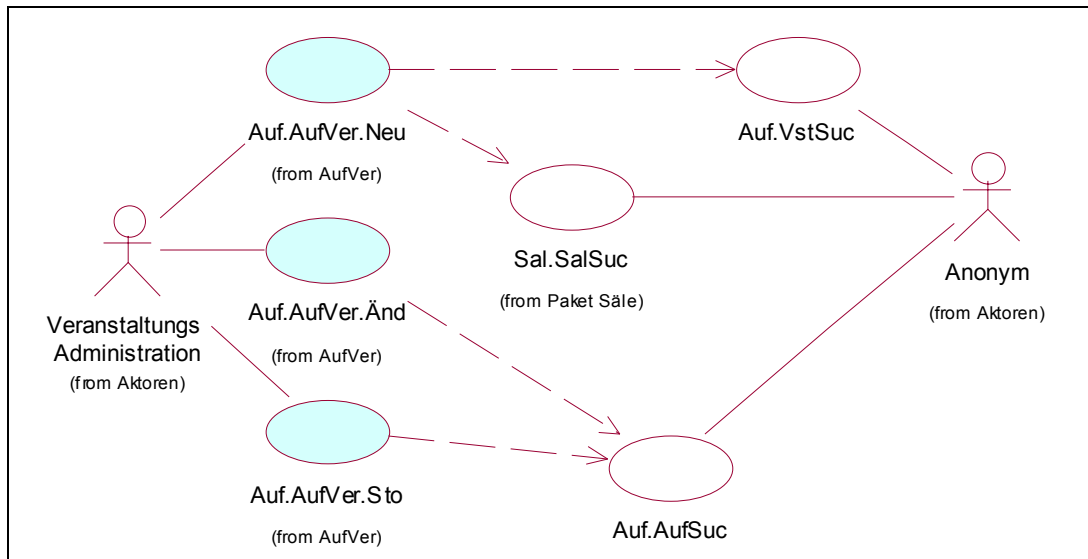 Auf.AufVer.Neu
(from AufVer)
Auf.VstSuc
Sal.SalSuc
(from Paket Säle)
Anonym
(from Aktoren)
Veranstaltungs
Administration
(from Aktoren)
Auf.AufVer.Änd
(from AufVer)
Auf.AufVer.Sto
(from AufVer)
Auf.AufSuc